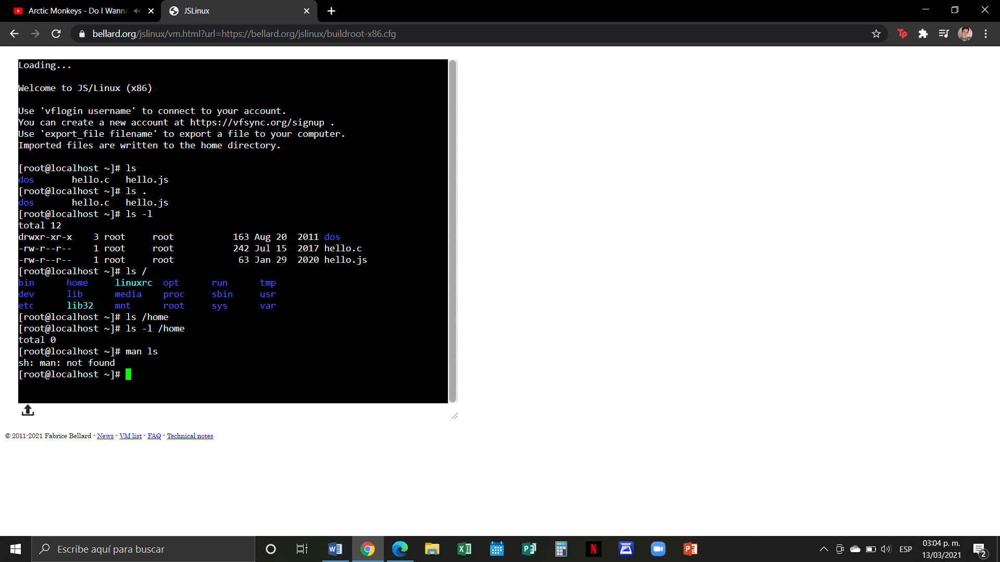 Arctic Monkeys - Do I Wanna
JSLinux
bellard.org/jslinux/vm.html?url=https://bellard.org/jslinux/buildroot-x86.cfg
Tp
Loading...
Welcome to JS/Linux (x86)
Use 'vflogin username' to connect to your account.
You can create a new account at https://vfsync.org/signup .
Use 'export_file filename' to export a file to your computer.
Imported files are written to the home directory.
[root@localhost ~]# ls
dos       hello.c   hello.js
[root@localhost ~]# ls .
dos       hello.c   hello.js
[root@localhost ~]# ls -l
total 12
drwxr-xr-x    3 root     root           163 Aug 20  2011 dos
-rw-r--r--    1 root     root           242 Jul 15  2017 hello.c
-rw-r--r--    1 root     root            63 Jan 29  2020 hello.js
[root@localhost ~]# ls /
bin      home     linuxrc  opt      run      tmp
dev      lib      media    proc     sbin     usr
etc      lib32    mnt      root     sys      var
[root@localhost ~]# ls /home
[root@localhost ~]# ls -l /home
total 0
[root@localhost ~]# man ls
sh: man: not found
[root@localhost ~]#
© 2011-2021 Fabrice Bellard - News - VM list - FAQ - Technical notes
Escribe aquí para buscar
ESP
03:04 p. m.
13/03/2021
2